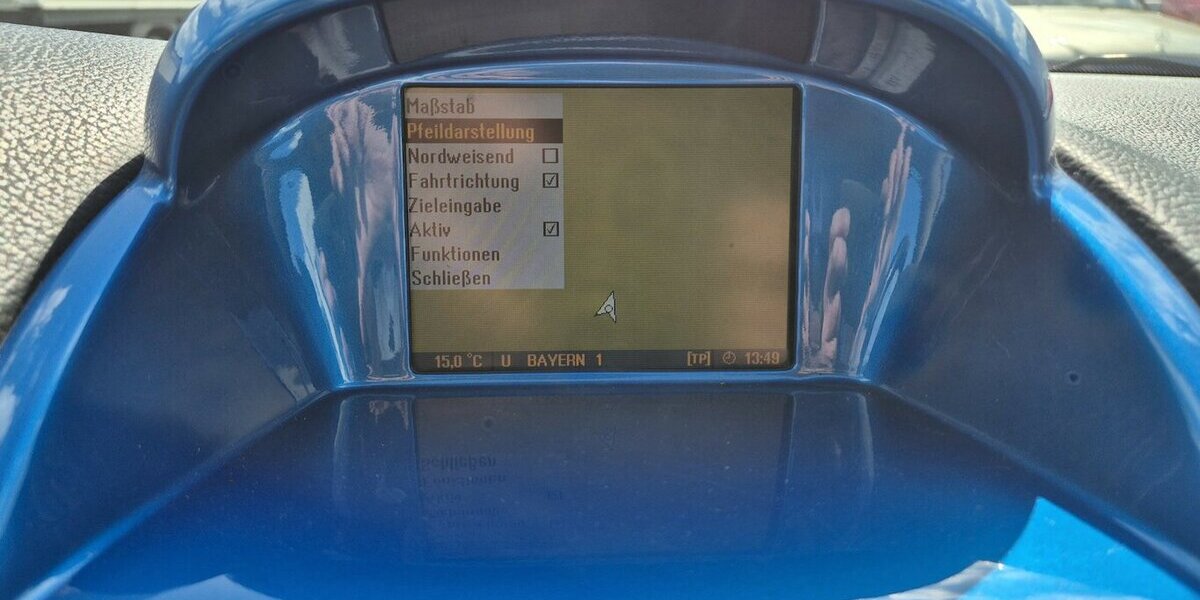 Maßstab
Pfeildarstellung
Nordweisend
Fahrtrichtung
Zieleingabe
Aktiv
Funktionen
Schließen
15,0 °C U BAYERN 1 [TP] 13:49